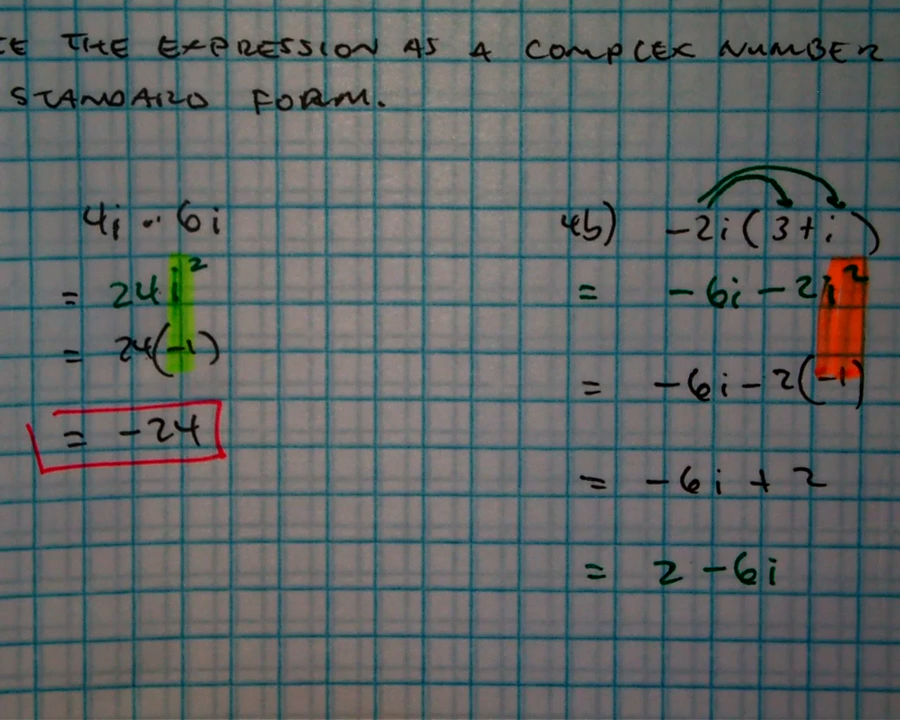 THE EXPRESSION AS A COMPLEX NUMBER
STANDARD FORM.
4i · 6i
= 24i²
= 24(-1)
= -24
4b) -2i(3+i)
= -6i-2i²
= -6i-2(-1)
= -6i+2
= 2-6i